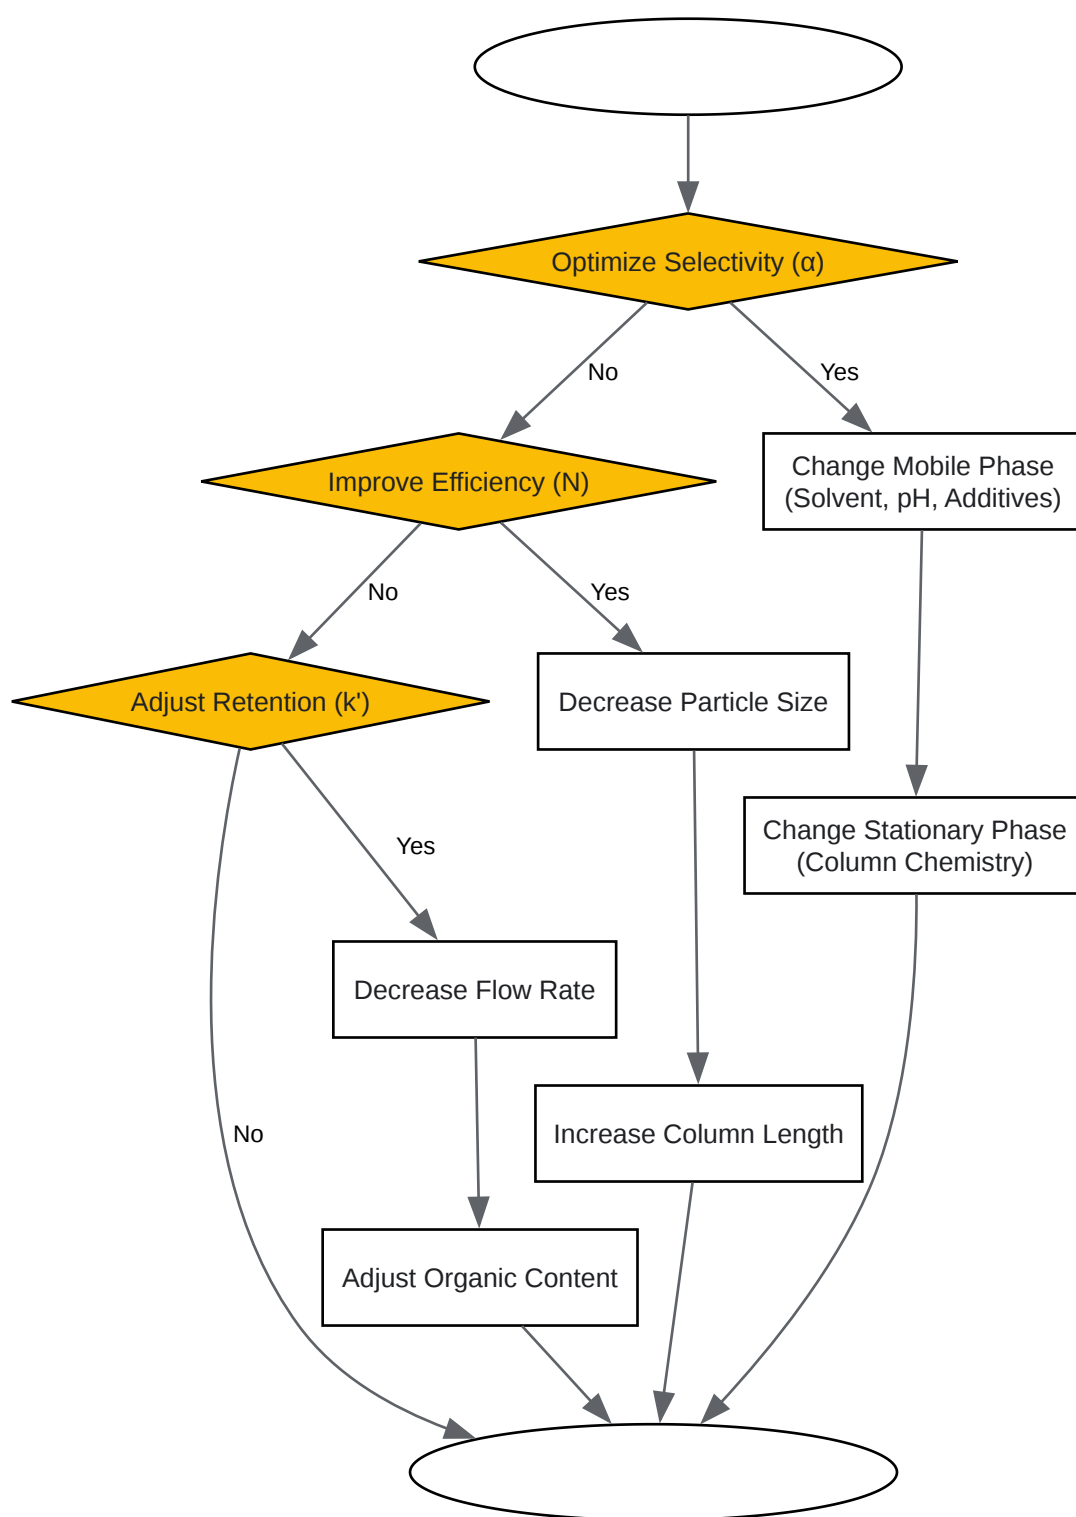 Optimize Selectivity (α)
No
Yes
Improve Efficiency (N)
Change Mobile Phase
(Solvent, pH, Additives)
No
Yes
Adjust Retention (k')
Decrease Particle Size
Change Stationary Phase
(Column Chemistry)
Yes
Decrease Flow Rate
No
Increase Column Length
Adjust Organic Content